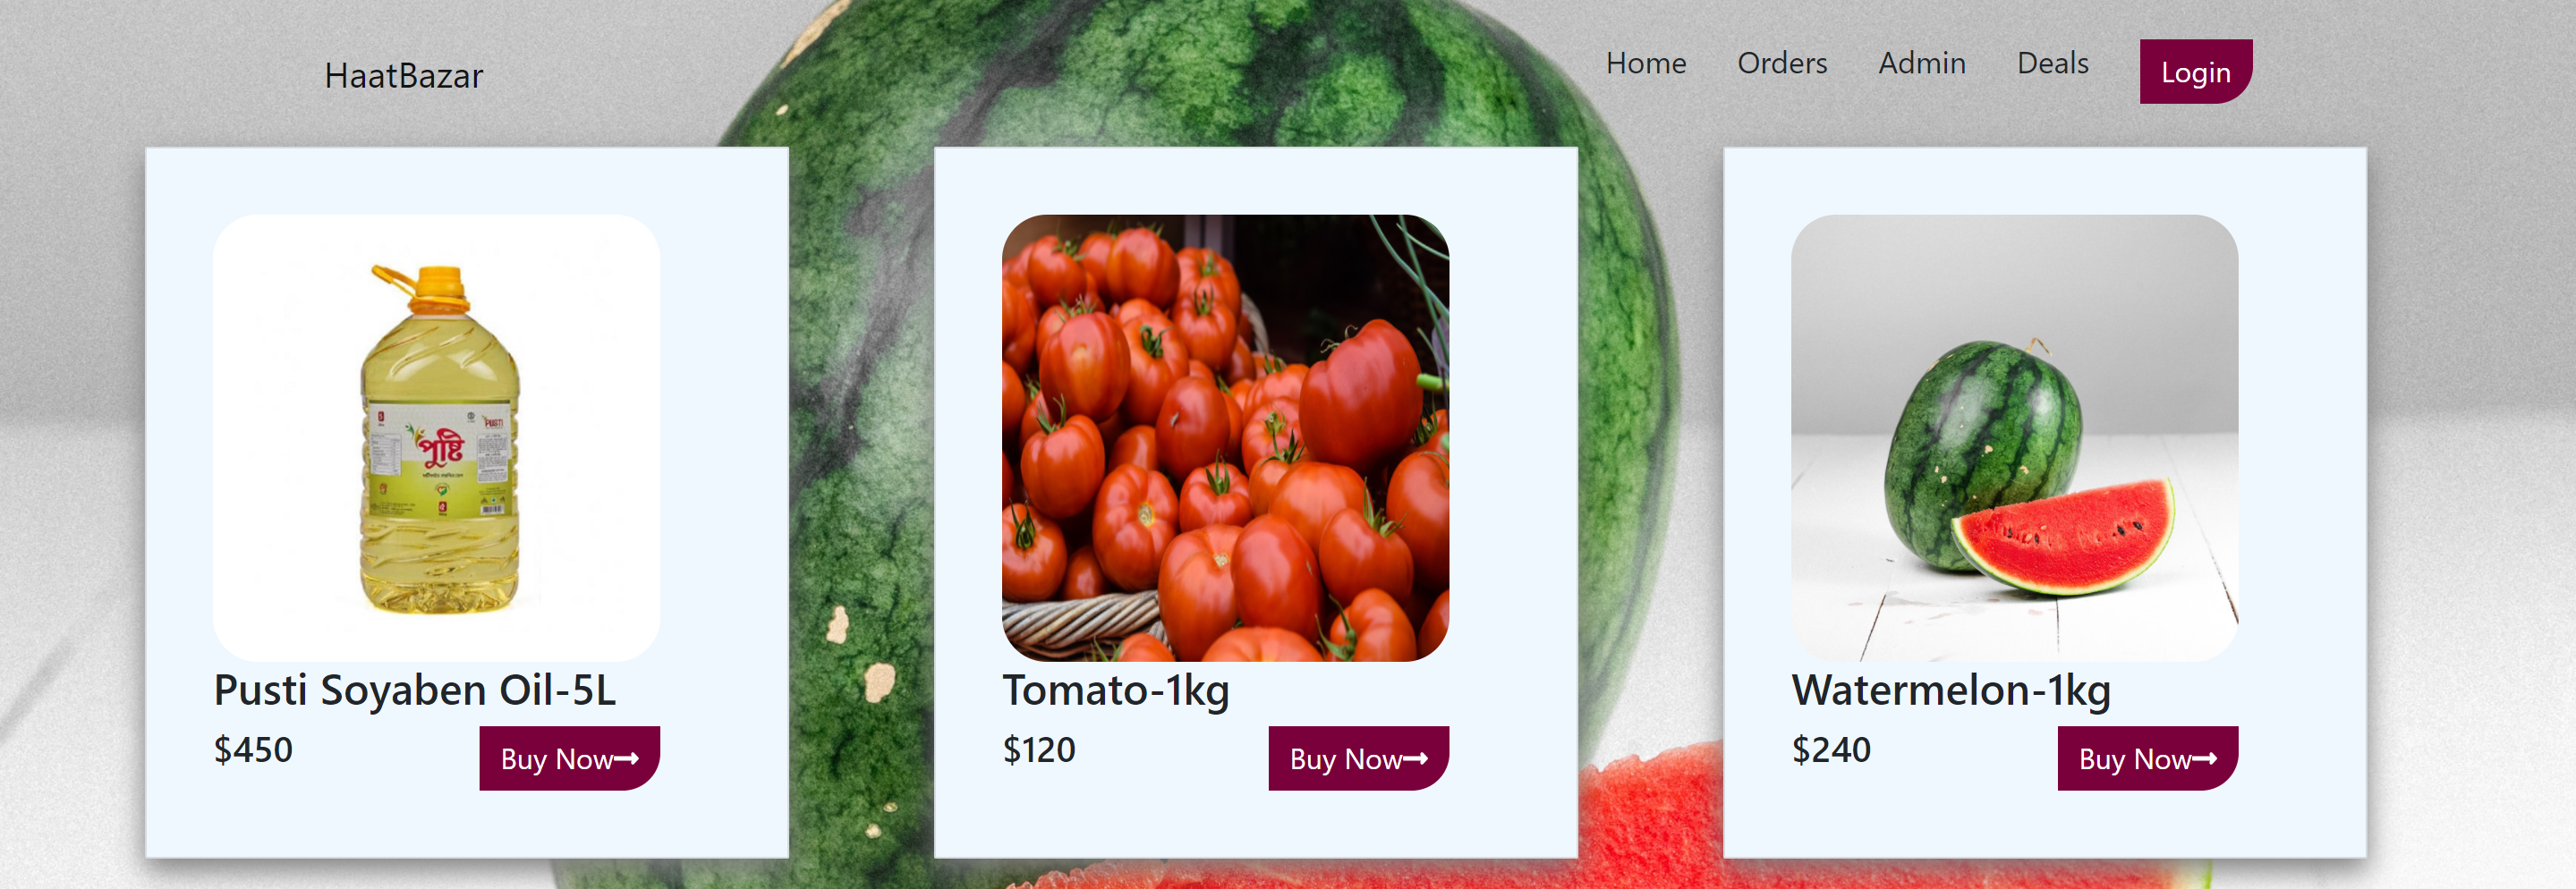 HaatBazar
Home Orders Admin Deals Login
PUSTI
পুষ্টি
Pusti Soyaben Oil-5L
$450
Buy Now
Tomato-1kg
$120
Buy Now
Watermelon-1kg
$240
Buy Now